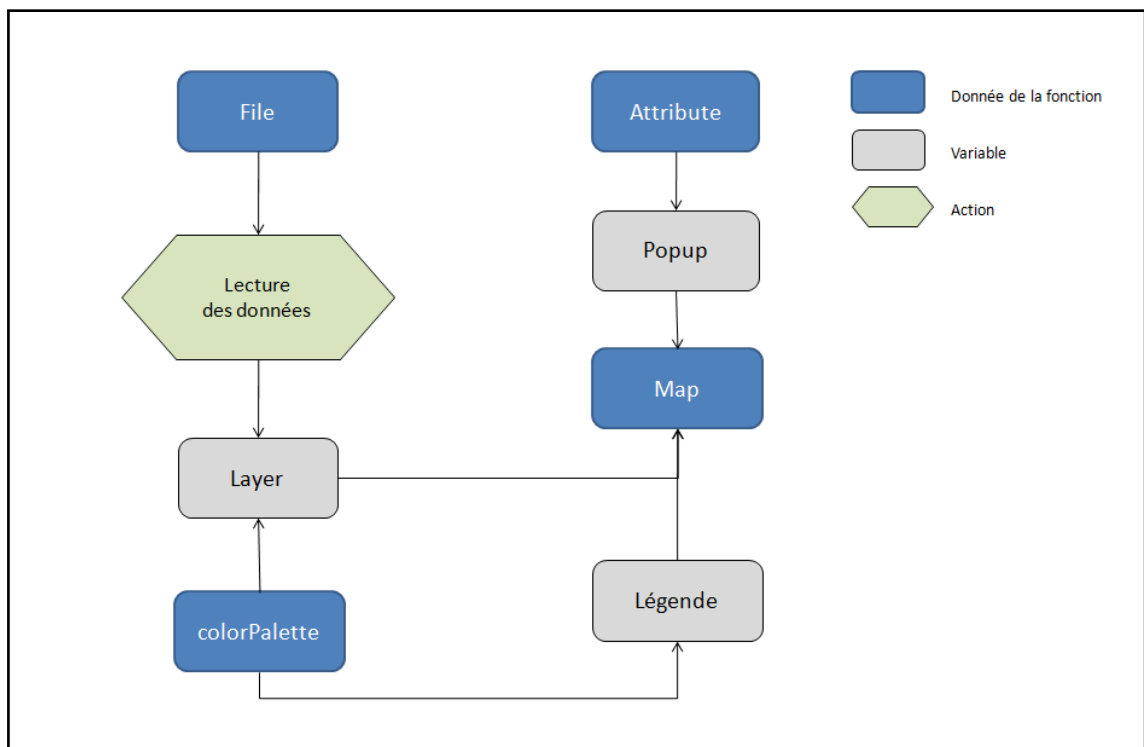 File
Attribute
Donnée de la fonction
Variable
Action
Popup
Lecture
des données
Map
Layer
Légende
colorPalette